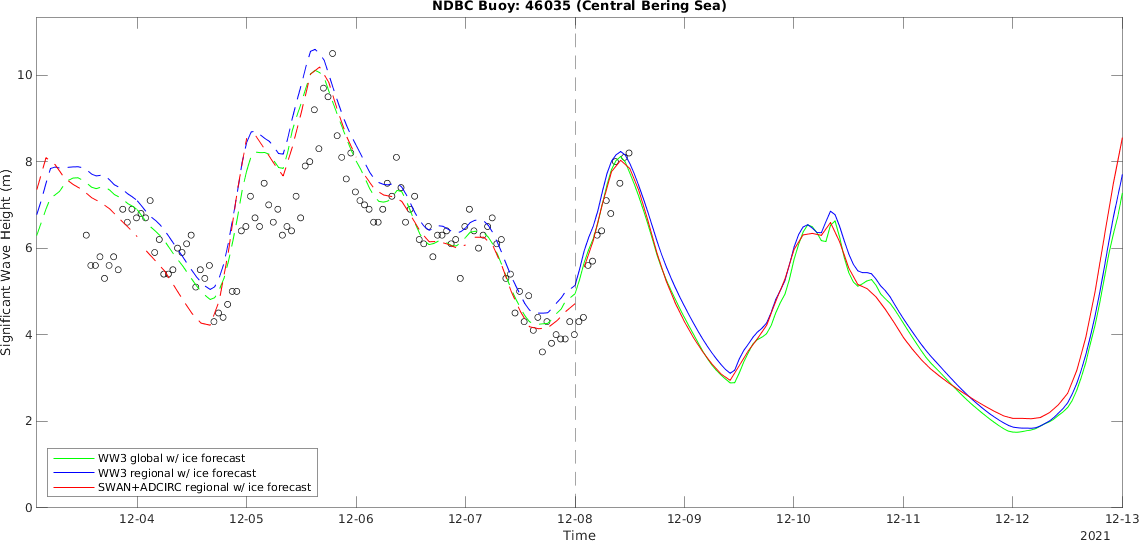 NDBC Buoy: 46035 (Central Bering Sea)
Significant Wave Height (m)
10
8
6
4
2
0
WW3 global w/ ice forecast
WW3 regional w/ ice forecast
SWAN+ADCIRC regional w/ ice forecast
12-04 12-05 12-06 12-07 12-08 12-09 12-10 12-11 12-12 12-13
Time
2021